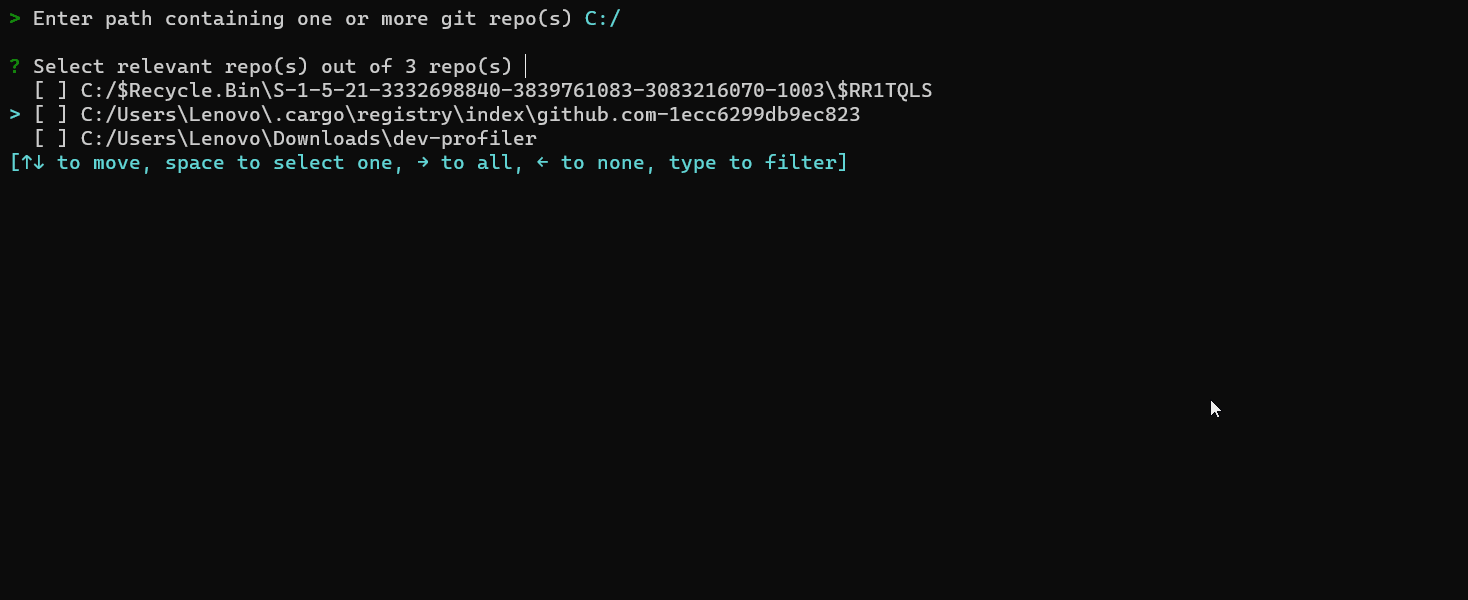 > Enter path containing one or more git repo(s) C:/
? Select relevant repo(s) out of 3 repo(s)
[ ] C:/$Recycle.Bin\S-1-5-21-3332698840-3839761083-3083216070-1003\$RR1TQLS
> [ ] C:/Users\Lenovo\.cargo\registry\index\github.com-1ecc6299db9ec823
[ ] C:/Users\Lenovo\Downloads\dev-profiler
[↑↓ to move, space to select one, → to all, ← to none, type to filter]